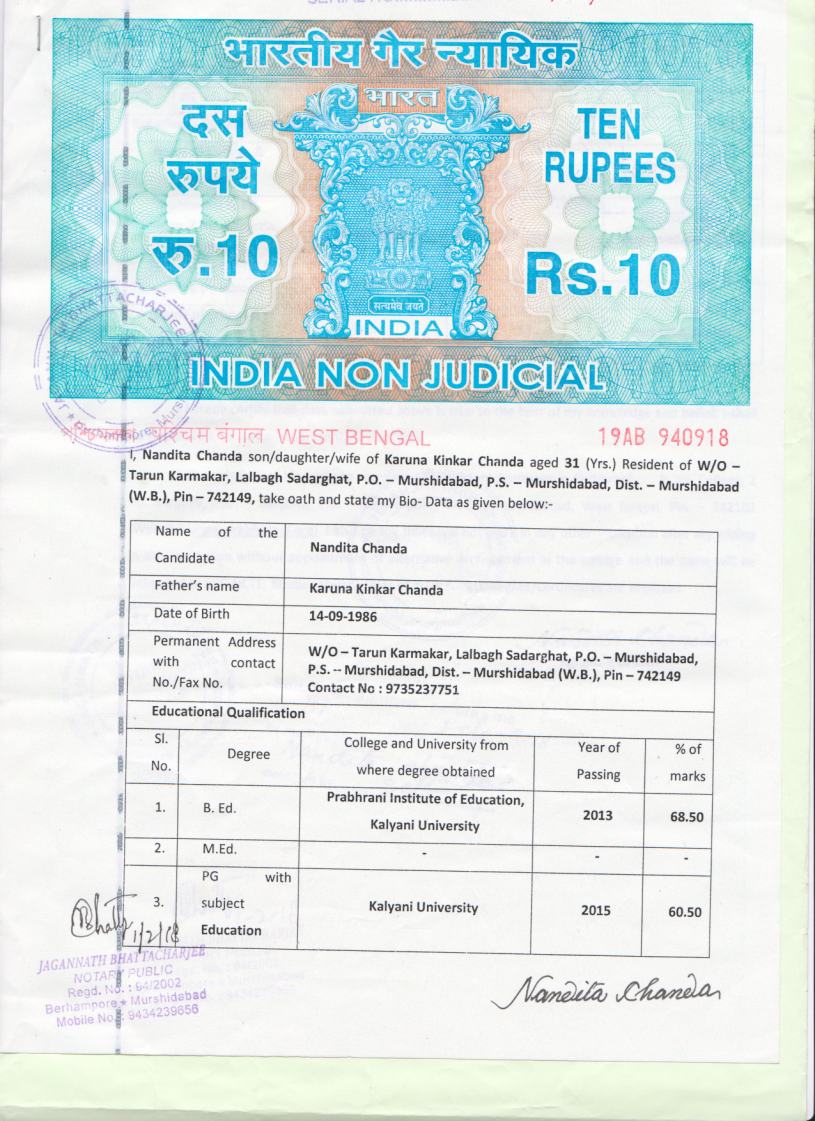 भारतीय गैर न्यायिक
भारत
दस
रुपये
रु.10
TEN
RUPEES
Rs.10
सत्यमेव जयते
INDIA
INDIA NON JUDICIAL
पश्चिम बंगाल WEST BENGAL
19AB 940918
I, Nandita Chanda son/daughter/wife of Karuna Kinkar Chanda aged 31 (Yrs.) Resident of W/O –
Tarun Karmakar, Lalbagh Sadarghat, P.O. – Murshidabad, P.S. – Murshidabad, Dist. – Murshidabad
(W.B.), Pin – 742149, take oath and state my Bio- Data as given below:-
Name of the
Candidate
Nandita Chanda
Father's name
Karuna Kinkar Chanda
Date of Birth
14-09-1986
Permanent Address
with contact
No./Fax No.
W/O – Tarun Karmakar, Lalbagh Sadarghat, P.O. – Murshidabad,
P.S. -- Murshidabad, Dist. – Murshidabad (W.B.), Pin – 742149
Contact No : 9735237751
Educational Qualification
Sl.
No.
Degree
College and University from
where degree obtained
Year of
Passing
% of
marks
1.
B. Ed.
Prabhrani Institute of Education,
Kalyani University
2013
68.50
2.
M.Ed.
-
-
-
3.
PG with
subject
Education
Kalyani University
2015
60.50
1/2/18
JAGANNATH BHATTACHARJEE
NOTARY PUBLIC
Regd. No. : 94/2002
Berhampore ★ Murshidabad
Mobile No. : 9434239656
Nandita Chanda